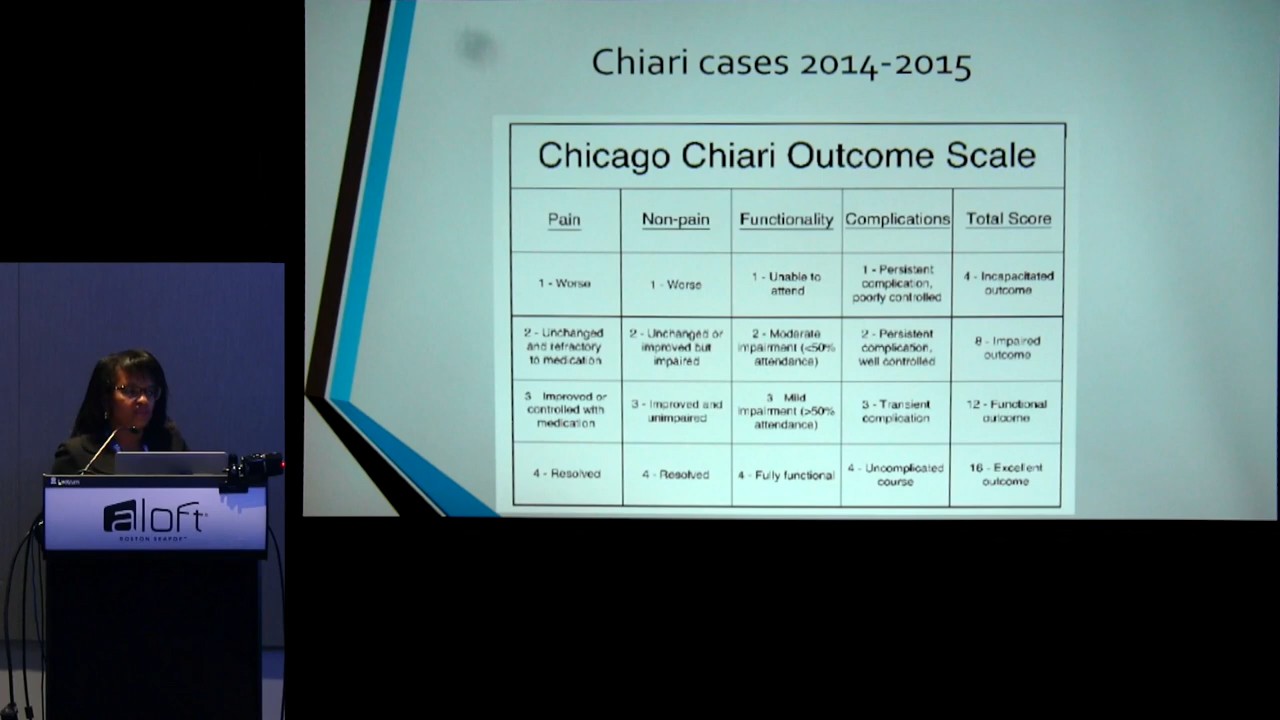 Chiari cases 2014-2015
Chicago Chiari Outcome Scale
Pain Non-pain Functionality Complications Total Score
1 - Worse
1 - Worse
1 - Unable to
attend
1 - Persistent
complication,
poorly controlled
4 - Incapacitated
outcome
2 - Unchanged
and refractory
to medication
2 - Unchanged or
improved but
impaired
2 - Moderate
impairment (<50%
attendance)
2 - Persistent
complication,
well controlled
8 - Impaired
outcome
3 Improved or
controlled with
medication
3 - Improved and
unimpaired
3 Mild
impairment (>50%
attendance)
3 - Transient
complication
12 - Functional
outcome
4 - Resolved
4 - Resolved
4 - Fully functional
4 - Uncomplicated
course
16 - Excellent
outcome
aloft
BOSTON SEAPORT